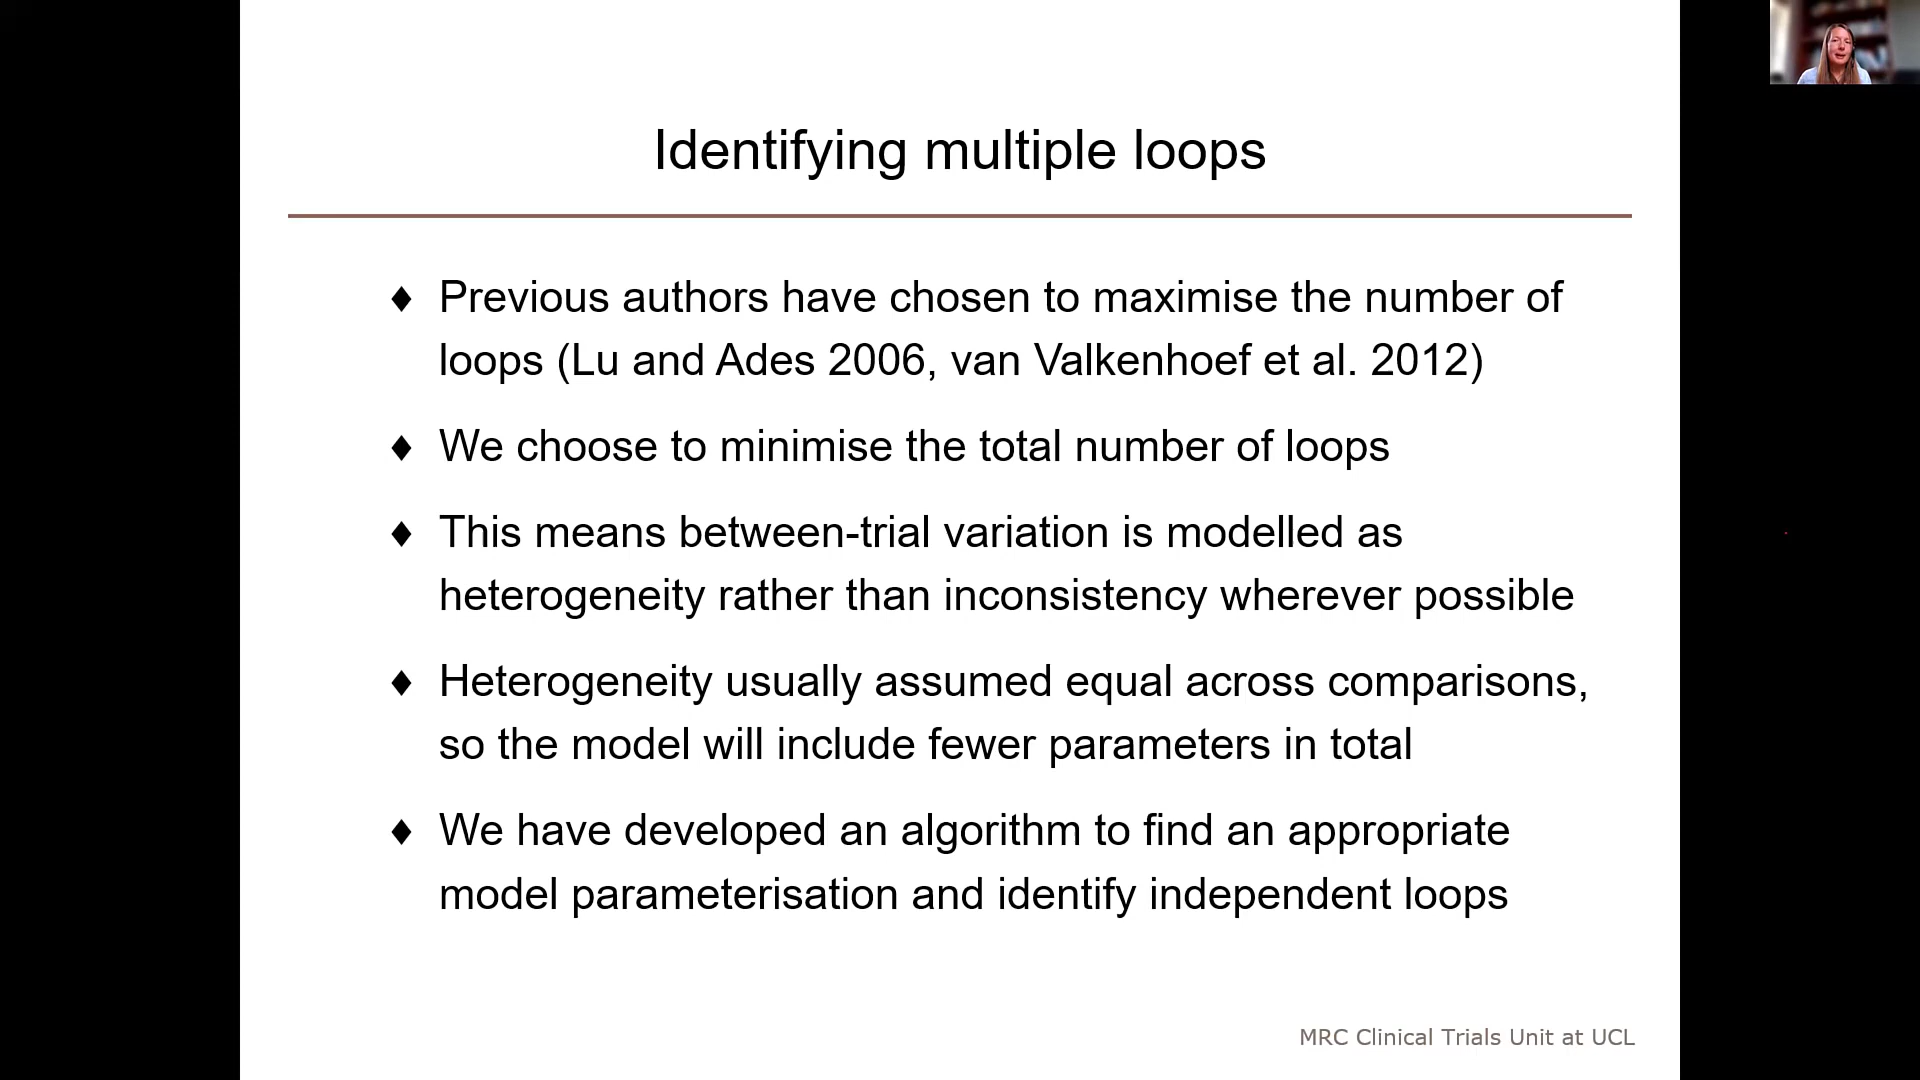 Identifying multiple loops
♦ Previous authors have chosen to maximise the number of
loops (Lu and Ades 2006, van Valkenhoef et al. 2012)
♦ We choose to minimise the total number of loops
♦ This means between-trial variation is modelled as
heterogeneity rather than inconsistency wherever possible
♦ Heterogeneity usually assumed equal across comparisons,
so the model will include fewer parameters in total
♦ We have developed an algorithm to find an appropriate
model parameterisation and identify independent loops
MRC Clinical Trials Unit at UCL